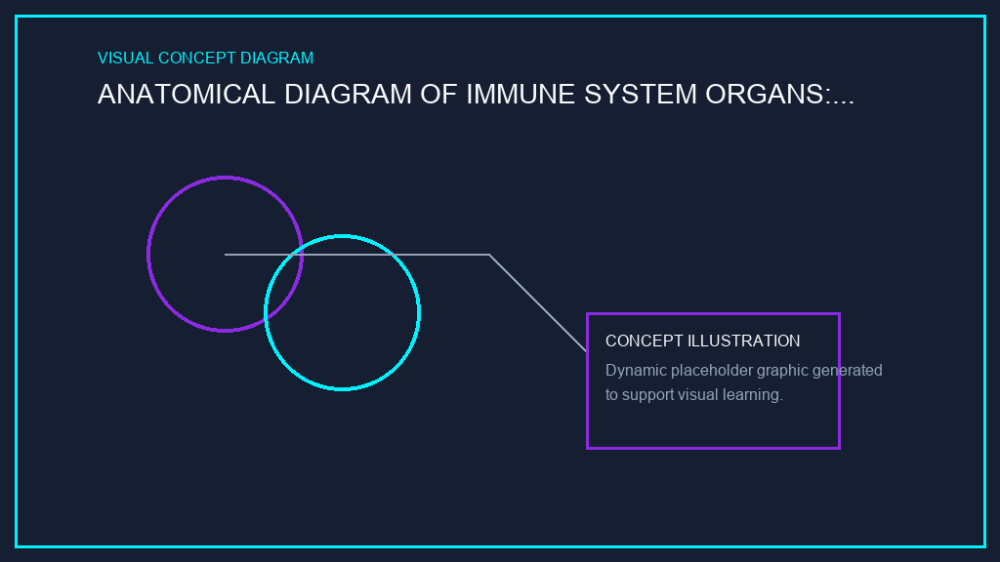 VISUAL CONCEPT DIAGRAM
ANATOMICAL DIAGRAM OF IMMUNE SYSTEM ORGANS:...
CONCEPT ILLUSTRATION
Dynamic placeholder graphic generated
to support visual learning.